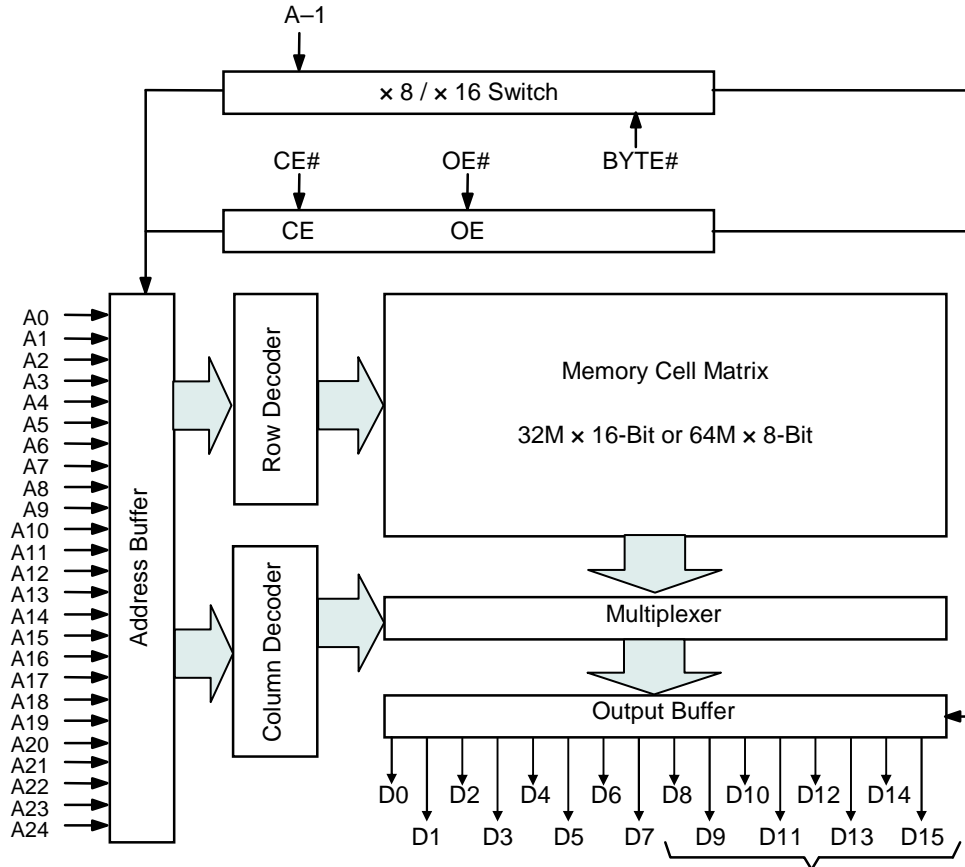 A–1
× 8 / × 16 Switch
CE#
OE#
BYTE#
CE
OE
A0
A1
A2
A3
A4
A5
A6
A7
A8
A9
A10
A11
A12
A13
A14
A15
A16
A17
A18
A19
A20
A21
A22
A23
A24
Address Buffer
Row Decoder
Column Decoder
Memory Cell Matrix
32M × 16-Bit or 64M × 8-Bit
Multiplexer
Output Buffer
D0 D2 D4 D6 D8 D10 D12 D14
D1 D3 D5 D7 D9 D11 D13 D15